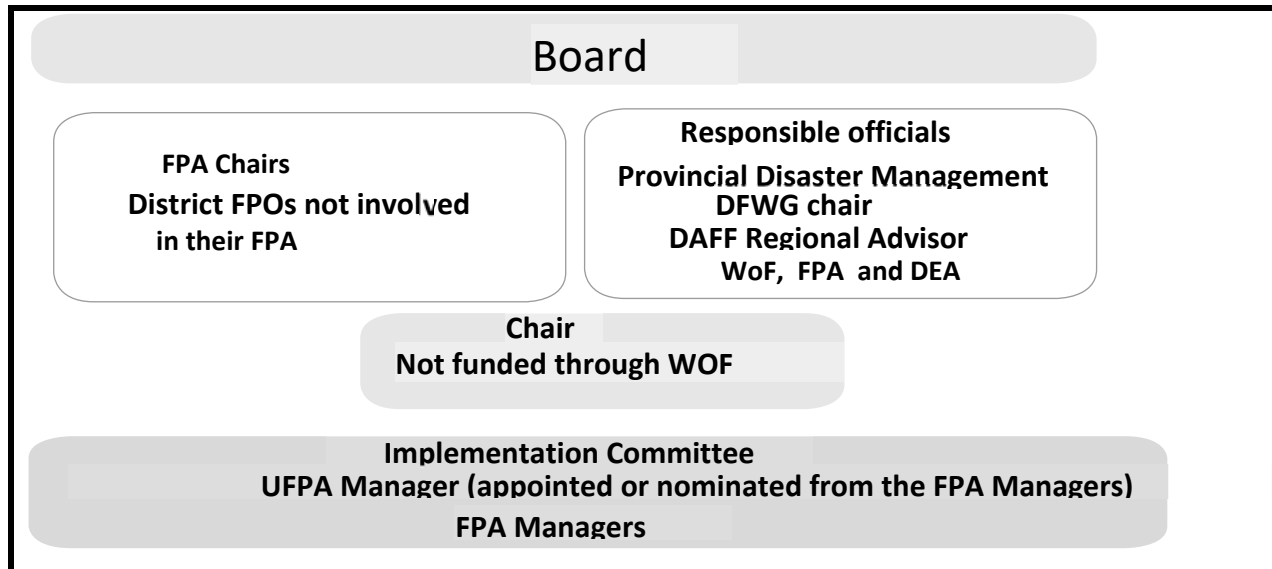 Board
FPA Chairs
District FPOs not involved
in their FPA
Responsible officials
Provincial Disaster Management
DFWG chair
DAFF Regional Advisor
WoF, FPA and DEA
Chair
Not funded through WOF
Implementation Committee
UFPA Manager (appointed or nominated from the FPA Managers)
FPA Managers